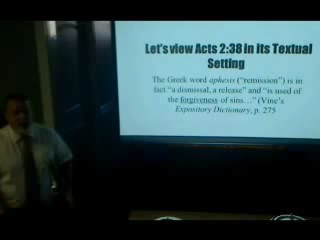 Let's view Acts 2:38 in its Textual
Setting
The Greek word aphesis ("remission") is in
fact "a dismissal, a release" and "is used of
the forgiveness of sins…" (Vine's
Expository Dictionary, p. 275